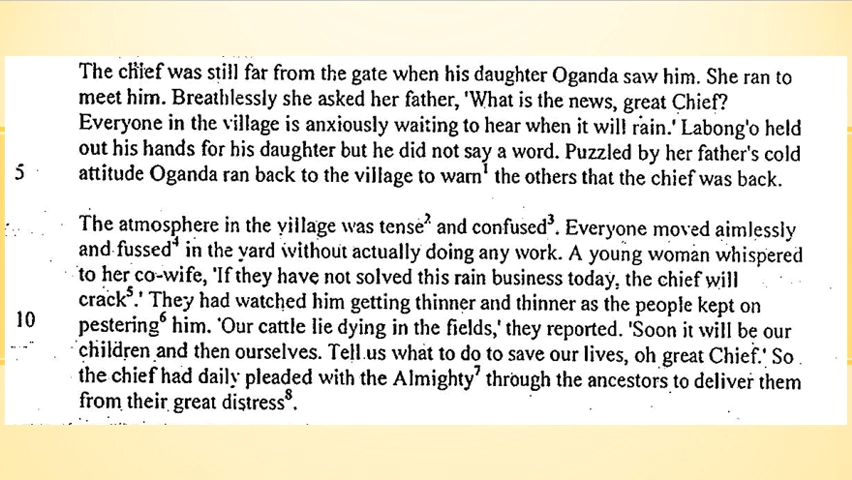 The chief was still far from the gate when his daughter Oganda saw him. She ran to
meet him. Breathlessly she asked her father, 'What is the news, great Chief?
Everyone in the village is anxiously waiting to hear when it will rain.' Labong'o held
out his hands for his daughter but he did not say a word. Puzzled by her father's cold
5 attitude Oganda ran back to the village to warn¹ the others that the chief was back.
The atmosphere in the village was tense² and confused³. Everyone moved aimlessly
and fussed⁴ in the yard without actually doing any work. A young woman whispered
to her co-wife, 'If they have not solved this rain business today, the chief will
crack⁵.' They had watched him getting thinner and thinner as the people kept on
10 pestering⁶ him. 'Our cattle lie dying in the fields,' they reported. 'Soon it will be our
children and then ourselves. Tell us what to do to save our lives, oh great Chief.' So
the chief had daily pleaded with the Almighty⁷ through the ancestors to deliver them
from their great distress⁸.